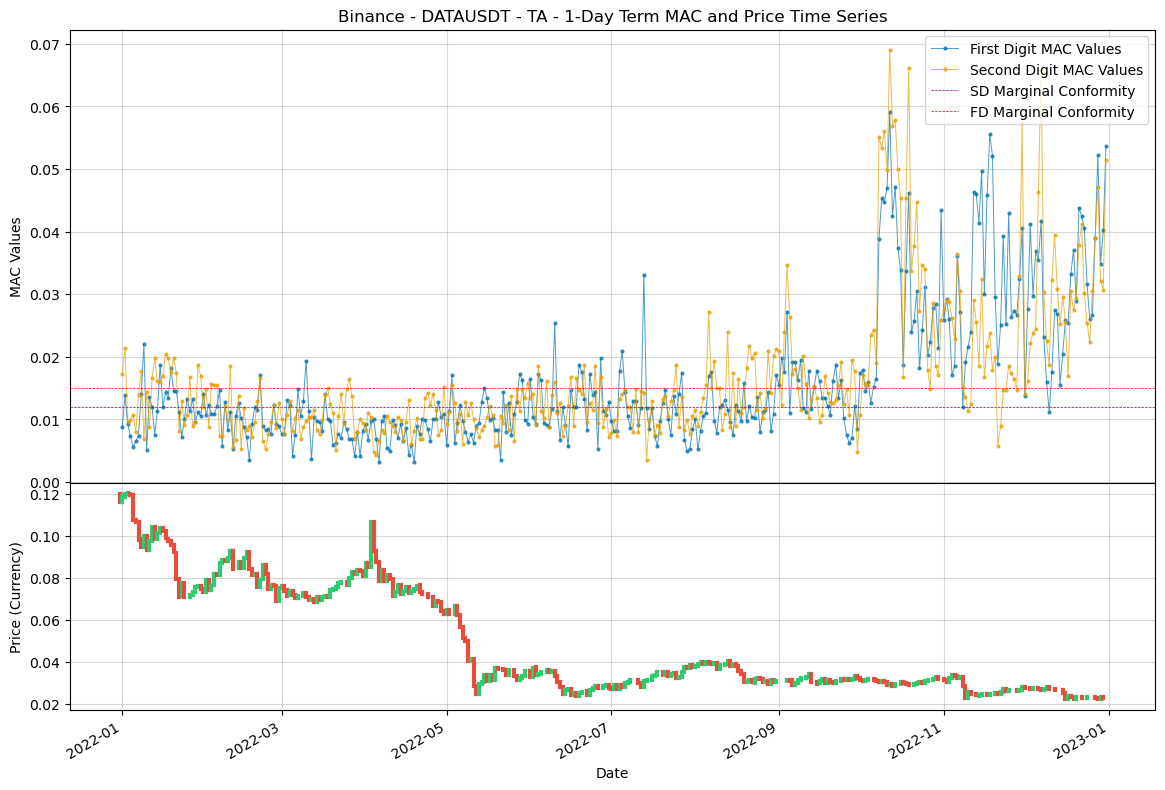 Binance - DATAUSDT - TA - 1-Day Term MAC and Price Time Series
First Digit MAC Values
Second Digit MAC Values
SD Marginal Conformity
FD Marginal Conformity
MAC Values
0.07
0.06
0.05
0.04
0.03
0.02
0.01
0.00
Price (Currency)
0.12
0.10
0.08
0.06
0.04
0.02
2022-01
2022-03
2022-05
2022-07
2022-09
2022-11
2023-01
Date